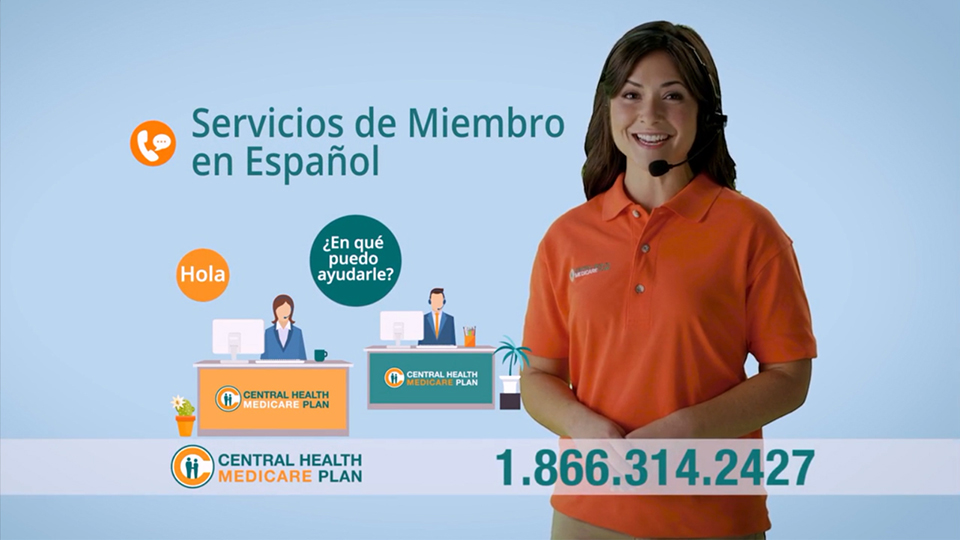 Servicios de Miembro
en Español
Hola
¿En qué
puedo
ayudarle?
CENTRAL HEALTH
MEDICARE PLAN
CENTRAL HEALTH
MEDICARE PLAN
MEDICARE
CENTRAL HEALTH
MEDICARE PLAN
1.866.314.2427